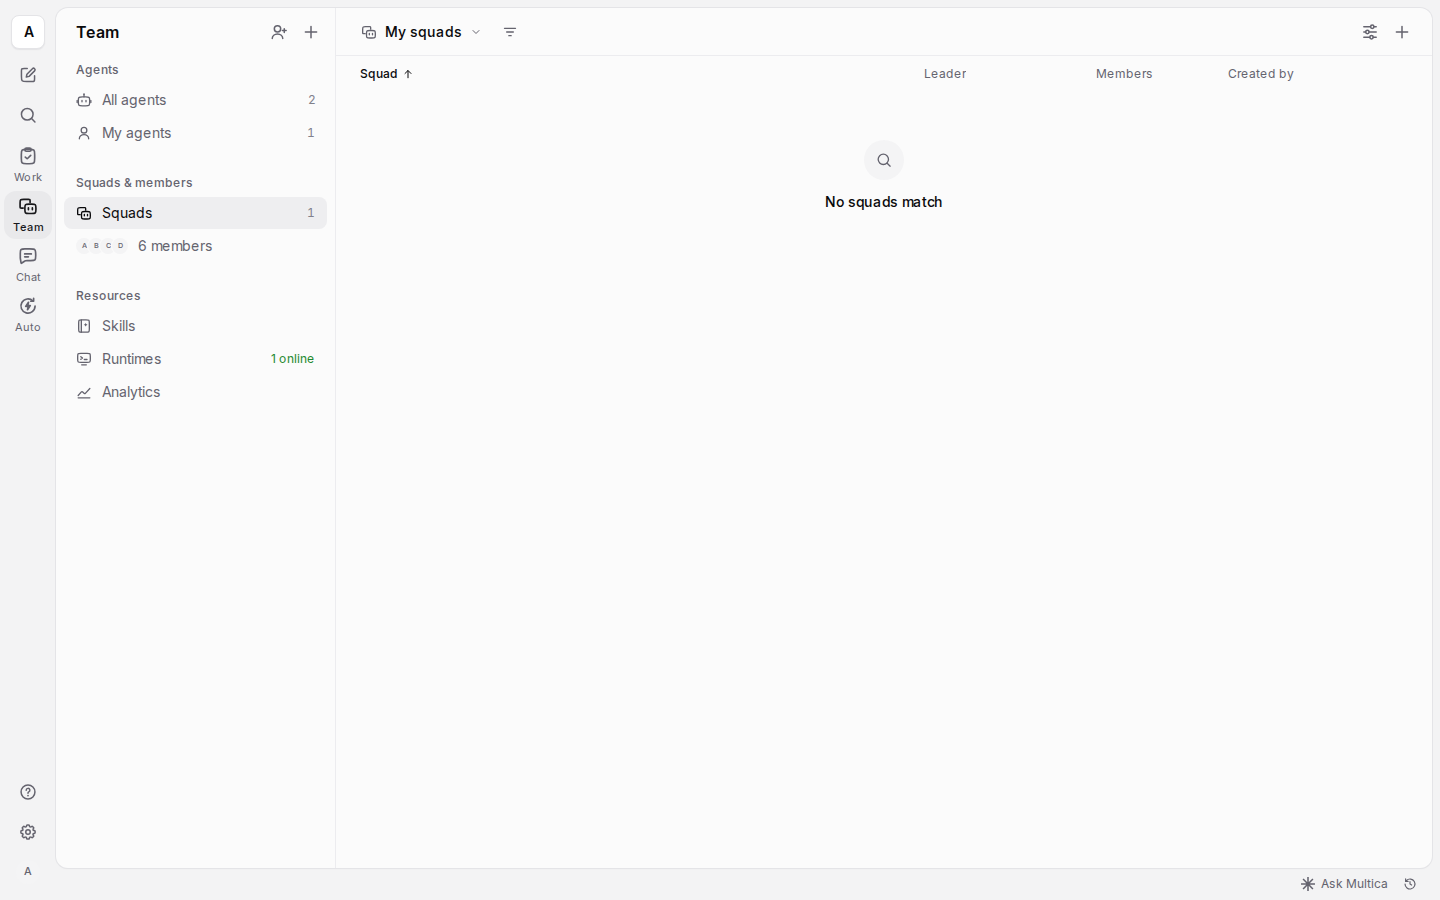 A
Work
Team
Chat
Auto
A
Team
Agents
All agents 2
My agents 1
Squads & members
Squads 1
A B C D 6 members
Resources
Skills
Runtimes 1 online
Analytics
My squads
Squad Leader Members Created by
No squads match
Ask Multica